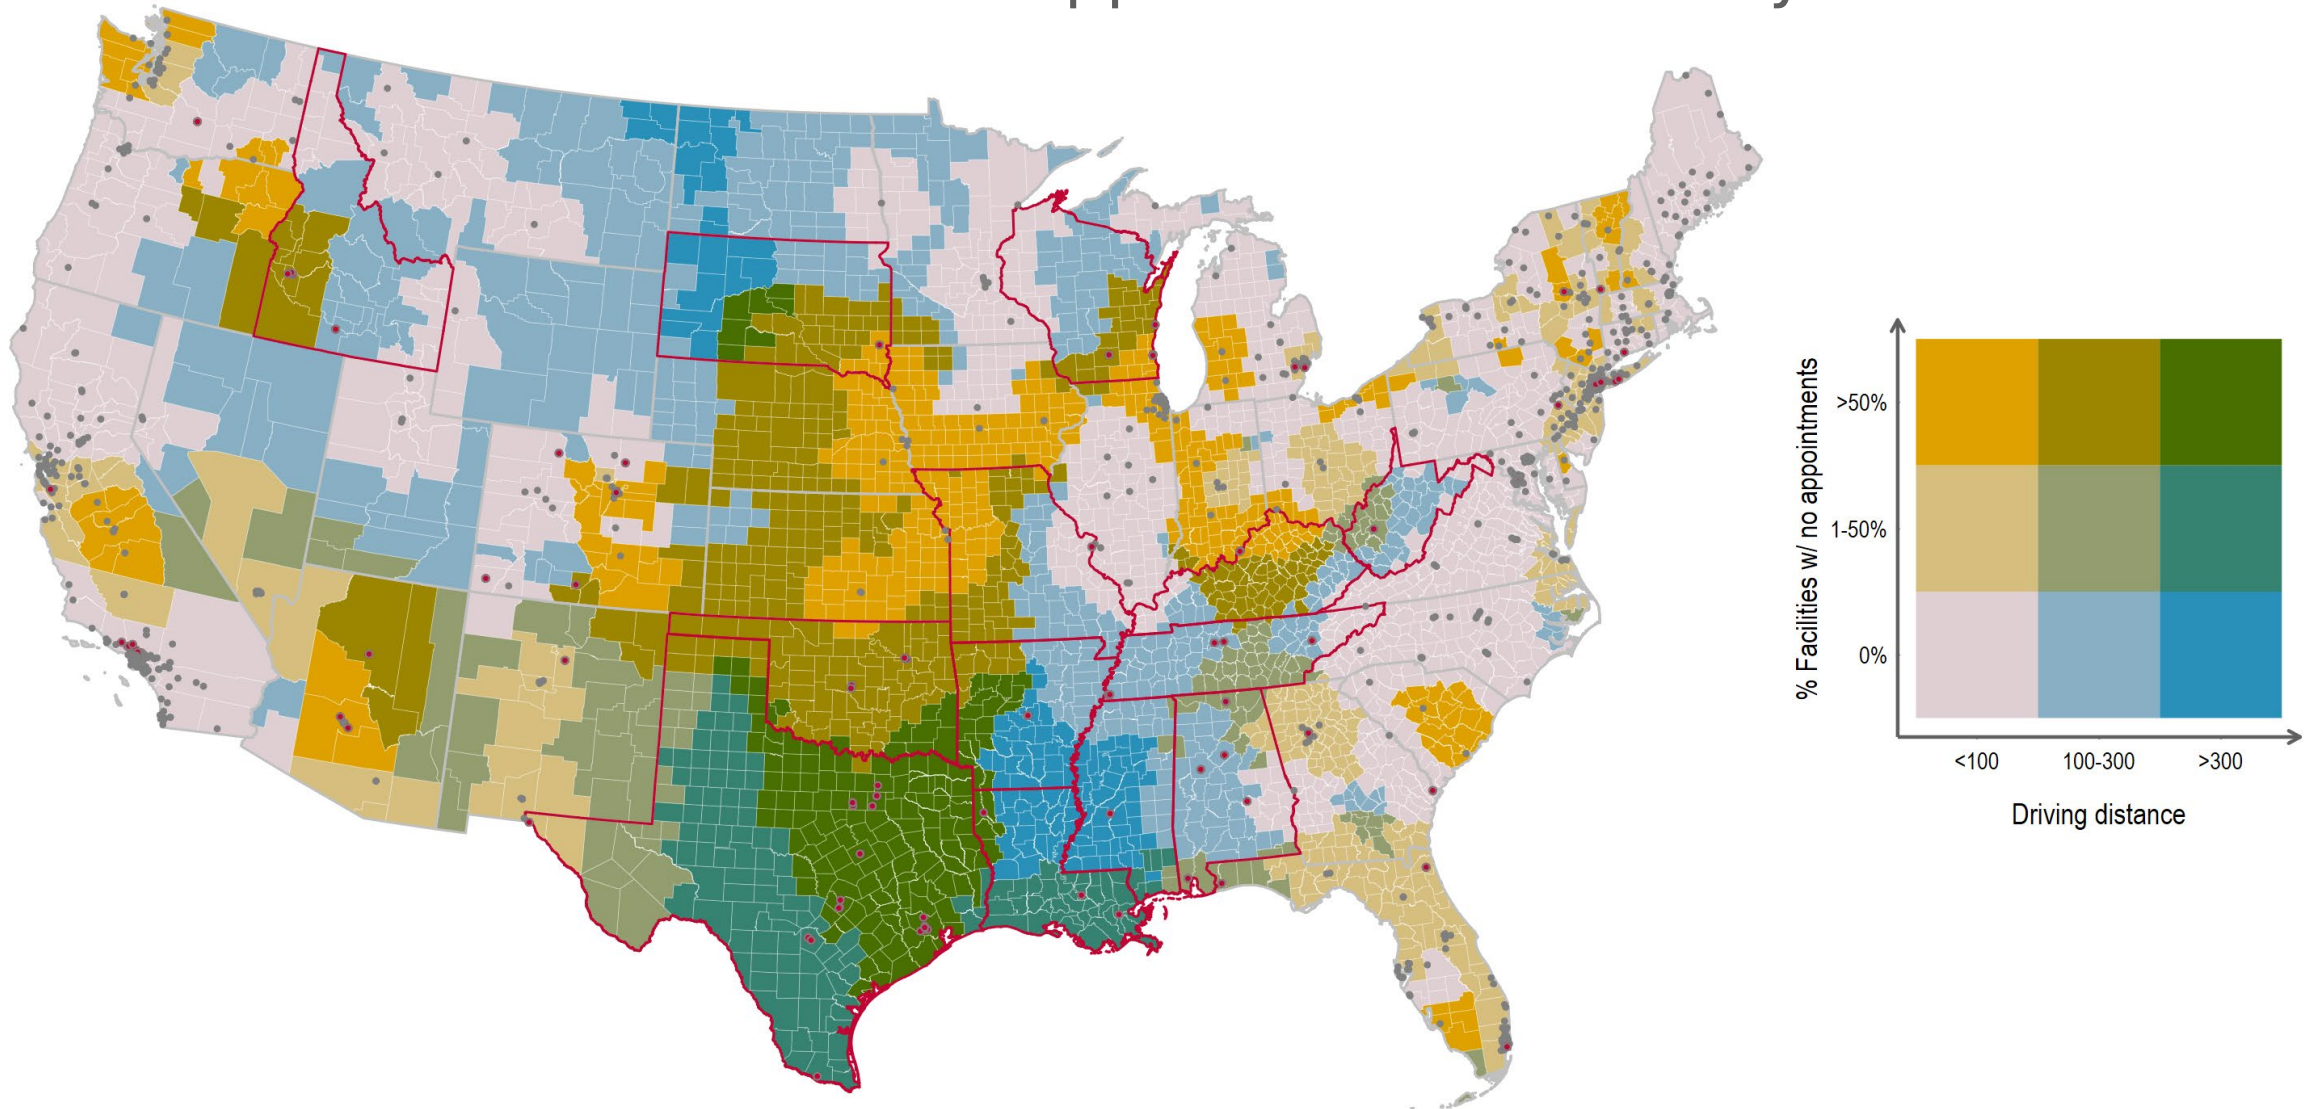 % Facilities w/ no appointments
>50%
1-50%
0%
<100 100-300 >300
Driving distance